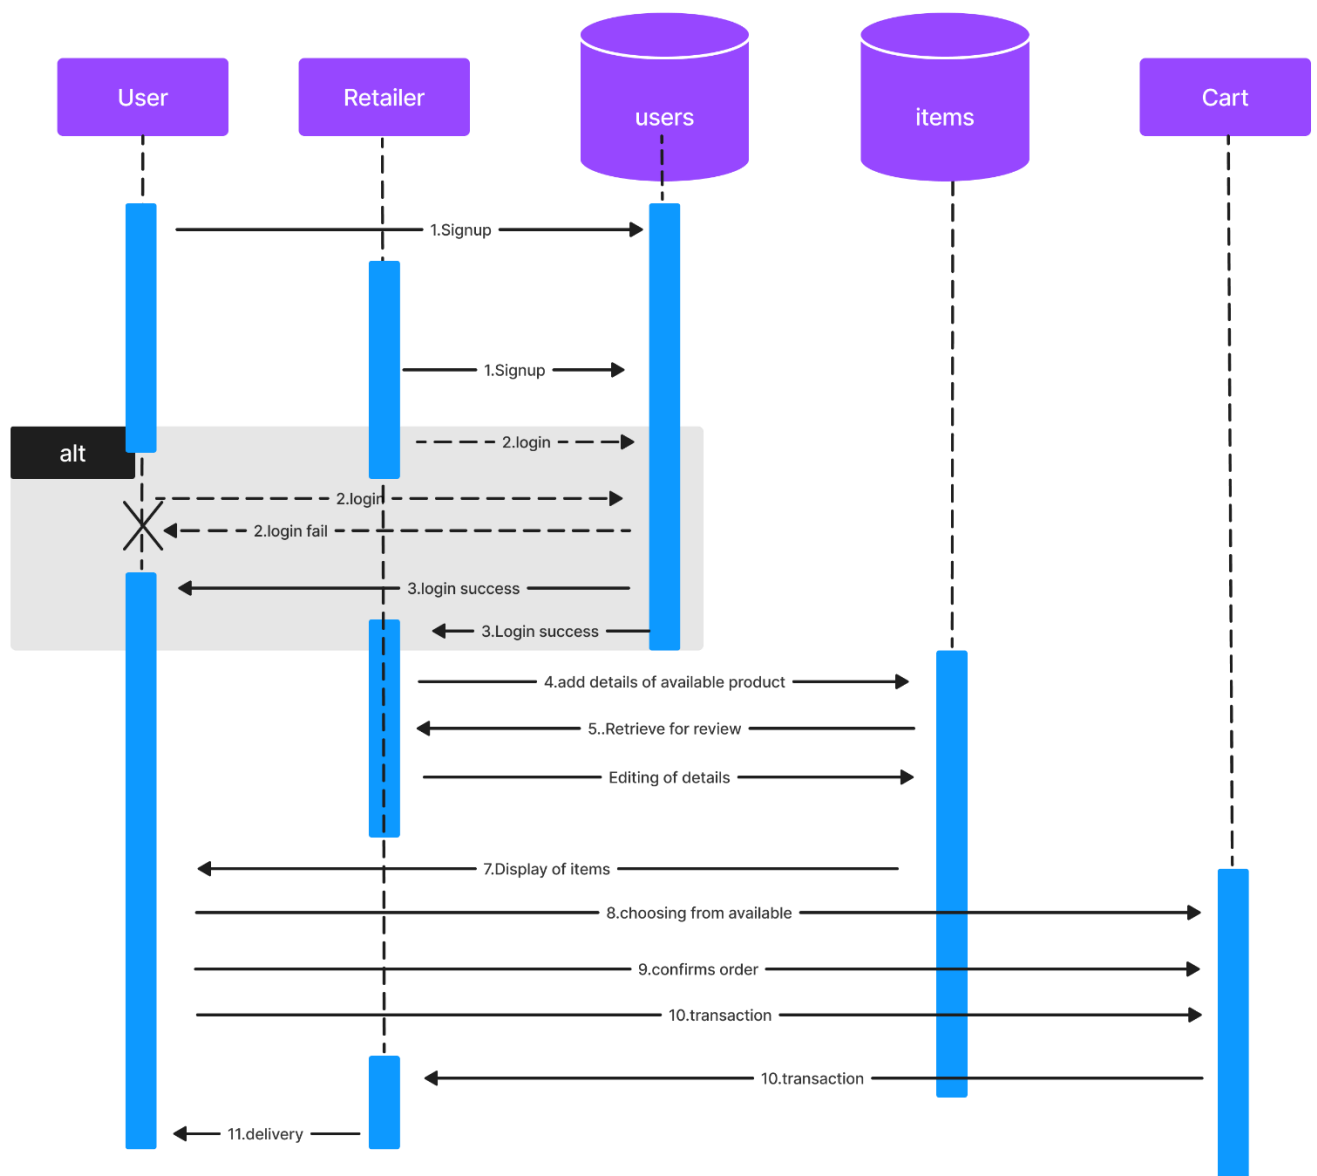 User
Retailer
users
items
Cart
1.Signup
1.Signup
alt
2.login
2.login
2.login fail
3.login success
3.Login success
4.add details of available product
5..Retrieve for review
Editing of details
7.Display of items
8.choosing from available
9.confirms order
10.transaction
10.transaction
11.delivery